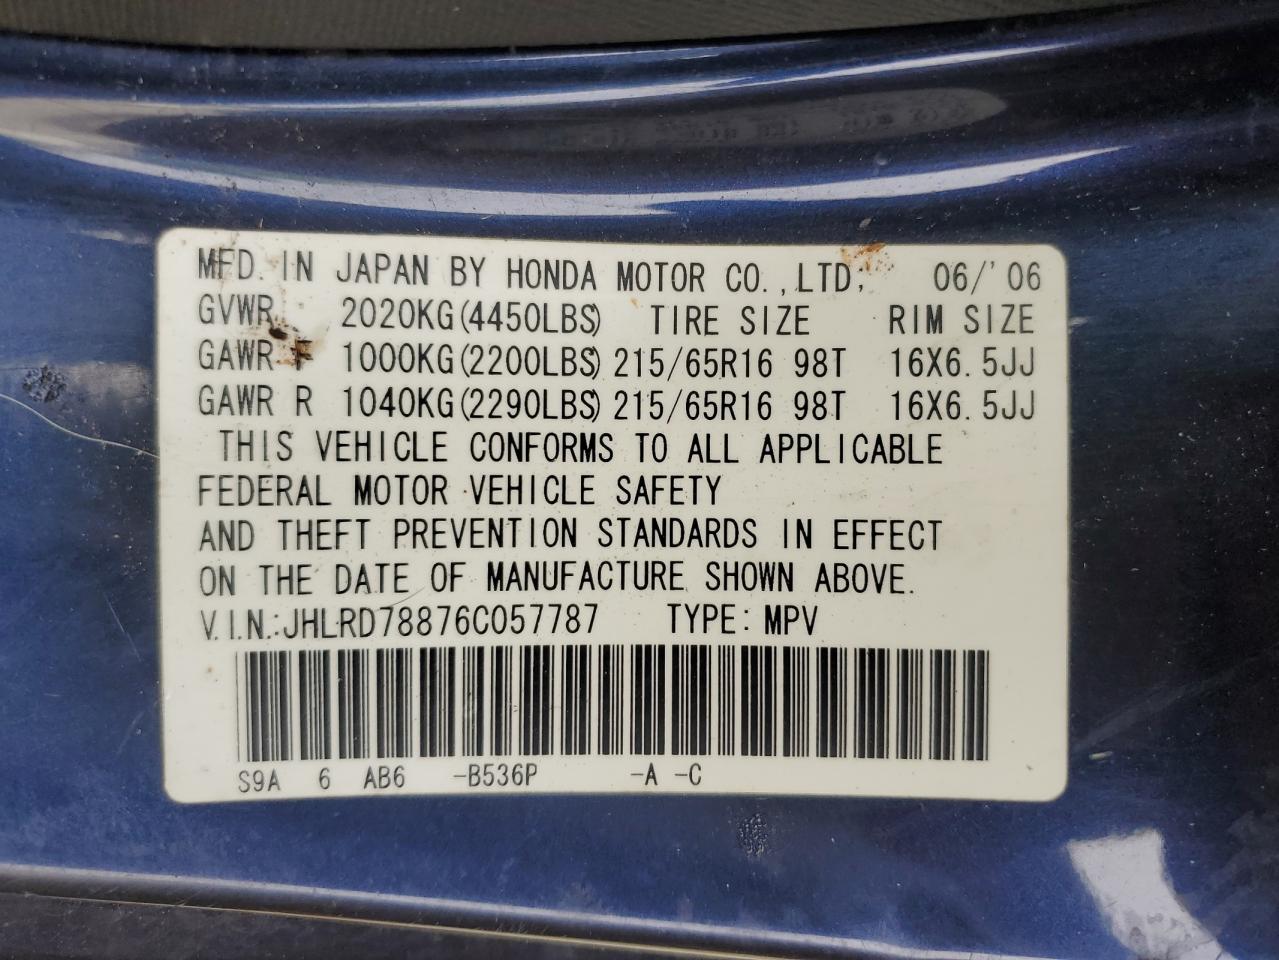 MFD. IN JAPAN BY HONDA MOTOR CO.,LTD; 06/'06
GVWR 2020KG(4450LBS) TIRE SIZE RIM SIZE
GAWR F 1000KG(2200LBS) 215/65R16 98T 16X6.5JJ
GAWR R 1040KG(2290LBS) 215/65R16 98T 16X6.5JJ
THIS VEHICLE CONFORMS TO ALL APPLICABLE
FEDERAL MOTOR VEHICLE SAFETY
AND THEFT PREVENTION STANDARDS IN EFFECT
ON THE DATE OF MANUFACTURE SHOWN ABOVE.
V.I.N.:JHLRD78876C057787 TYPE: MPV
S9A 6 AB6 -B536P -A -C